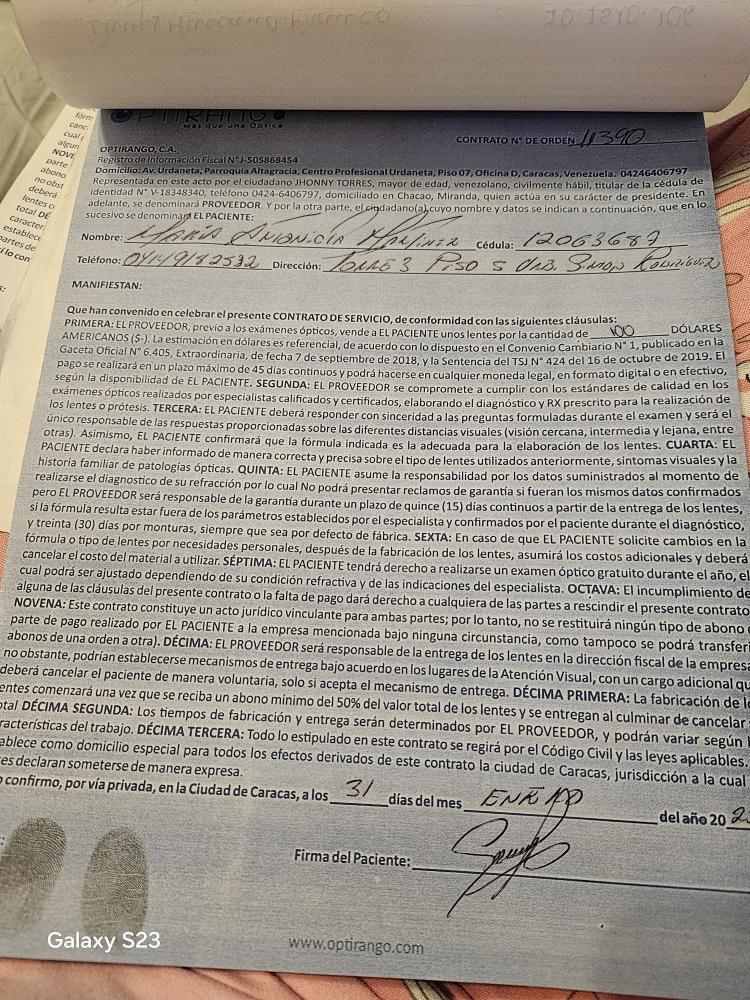 OPTIRANGO
Más que una Óptica
CONTRATO N° DE ORDEN 11390
OPTIRANGO, C.A.
Registro de Información Fiscal N°J-505868454
Domicilio: Av. Urdaneta, Parroquia Altagracia, Centro Profesional Urdaneta, Piso 07, Oficina D, Caracas, Venezuela. 04246406797
Representada en este acto por el ciudadano JHONNY TORRES, mayor de edad, venezolano, civilmente hábil, titular de la cédula de
identidad N° V-18348340, teléfono 0424-6406797, domiciliado en Chacao, Miranda, quien actúa en su carácter de presidente. En
adelante, se denominará PROVEEDOR. Y por la otra parte, el ciudadano(a),cuyo nombre y datos se indican a continuación, que en lo
sucesivo se denominará EL PACIENTE:
Nombre: MARÍA Martínez Cédula: 12063687
Teléfono: 04149182532 Dirección: Torre 3 Piso 5 Urb. Simon Rodríguez
MANIFIESTAN:
Que han convenido en celebrar el presente CONTRATO DE SERVICIO, de conformidad con las siguientes cláusulas:
PRIMERA: EL PROVEEDOR, previo a los exámenes ópticos, vende a EL PACIENTE unos lentes por la cantidad de 100 DÓLARES
AMERICANOS ($-). La estimación en dólares es referencial, de acuerdo con lo dispuesto en el Convenio Cambiario N° 1, publicado en la
Gaceta Oficial N° 6.405, Extraordinaria, de fecha 7 de septiembre de 2018, y la Sentencia del TSJ N° 424 del 16 de octubre de 2019. El
pago se realizará en un plazo máximo de 45 días continuos y podrá hacerse en cualquier moneda legal, en formato digital o en efectivo,
según la disponibilidad de EL PACIENTE. SEGUNDA: EL PROVEEDOR se compromete a cumplir con los estándares de calidad en los
exámenes ópticos realizados por especialistas calificados y certificados, elaborando el diagnóstico y RX prescrito para la realización de
los lentes o prótesis. TERCERA: EL PACIENTE deberá responder con sinceridad a las preguntas formuladas durante el examen y será el
único responsable de las respuestas proporcionadas sobre las diferentes distancias visuales (visión cercana, intermedia y lejana, entre
otras). Asimismo, EL PACIENTE confirmará que la fórmula indicada es la adecuada para la elaboración de los lentes. CUARTA: EL
PACIENTE declara haber informado de manera correcta y precisa sobre el tipo de lentes utilizados anteriormente, síntomas visuales y la
historia familiar de patologías ópticas. QUINTA: EL PACIENTE asume la responsabilidad por los datos suministrados al momento de
realizarse el diagnostico de su refracción por lo cual No podrá presentar reclamos de garantía si fueran los mismos datos confirmados
pero EL PROVEEDOR será responsable de la garantía durante un plazo de quince (15) días continuos a partir de la entrega de los lentes,
si la fórmula resulta estar fuera de los parámetros establecidos por el especialista y confirmados por el paciente durante el diagnóstico,
y treinta (30) días por monturas, siempre que sea por defecto de fábrica. SEXTA: En caso de que EL PACIENTE solicite cambios en la
fórmula o tipo de lentes por necesidades personales, después de la fabricación de los lentes, asumirá los costos adicionales y deberá
cancelar el costo del material a utilizar. SÉPTIMA: EL PACIENTE tendrá derecho a realizarse un examen óptico gratuito durante el año, el
cual podrá ser ajustado dependiendo de su condición refractiva y de las indicaciones del especialista. OCTAVA: El incumplimiento de
alguna de las cláusulas del presente contrato o la falta de pago dará derecho a cualquiera de las partes a rescindir el presente contrato
NOVENA: Este contrato constituye un acto jurídico vinculante para ambas partes; por lo tanto, no se restituirá ningún tipo de abono
parte de pago realizado por EL PACIENTE a la empresa mencionada bajo ninguna circunstancia, como tampoco se podrá transferi
abonos de una orden a otra). DÉCIMA: EL PROVEEDOR será responsable de la entrega de los lentes en la dirección fiscal de la empresa
no obstante, podrían establecerse mecanismos de entrega bajo acuerdo en los lugares de la Atención Visual, con un cargo adicional qu
deberá cancelar el paciente de manera voluntaria, solo si acepta el mecanismo de entrega. DÉCIMA PRIMERA: La fabricación de lo
entes comenzará una vez que se reciba un abono mínimo del 50% del valor total de los lentes y se entregan al culminar de cancelar
otal DÉCIMA SEGUNDA: Los tiempos de fabricación y entrega serán determinados por EL PROVEEDOR, y podrán variar según l
racterísticas del trabajo. DÉCIMA TERCERA: Todo lo estipulado en este contrato se regirá por el Código Civil y las leyes aplicables.
ablece como domicilio especial para todos los efectos derivados de este contrato la ciudad de Caracas, jurisdicción a la cual
es declaran someterse de manera expresa.
o confirmo, por vía privada, en la Ciudad de Caracas, a los 31 días del mes ENERO del año 20 2
Firma del Paciente:
www.optirango.com
Galaxy S23